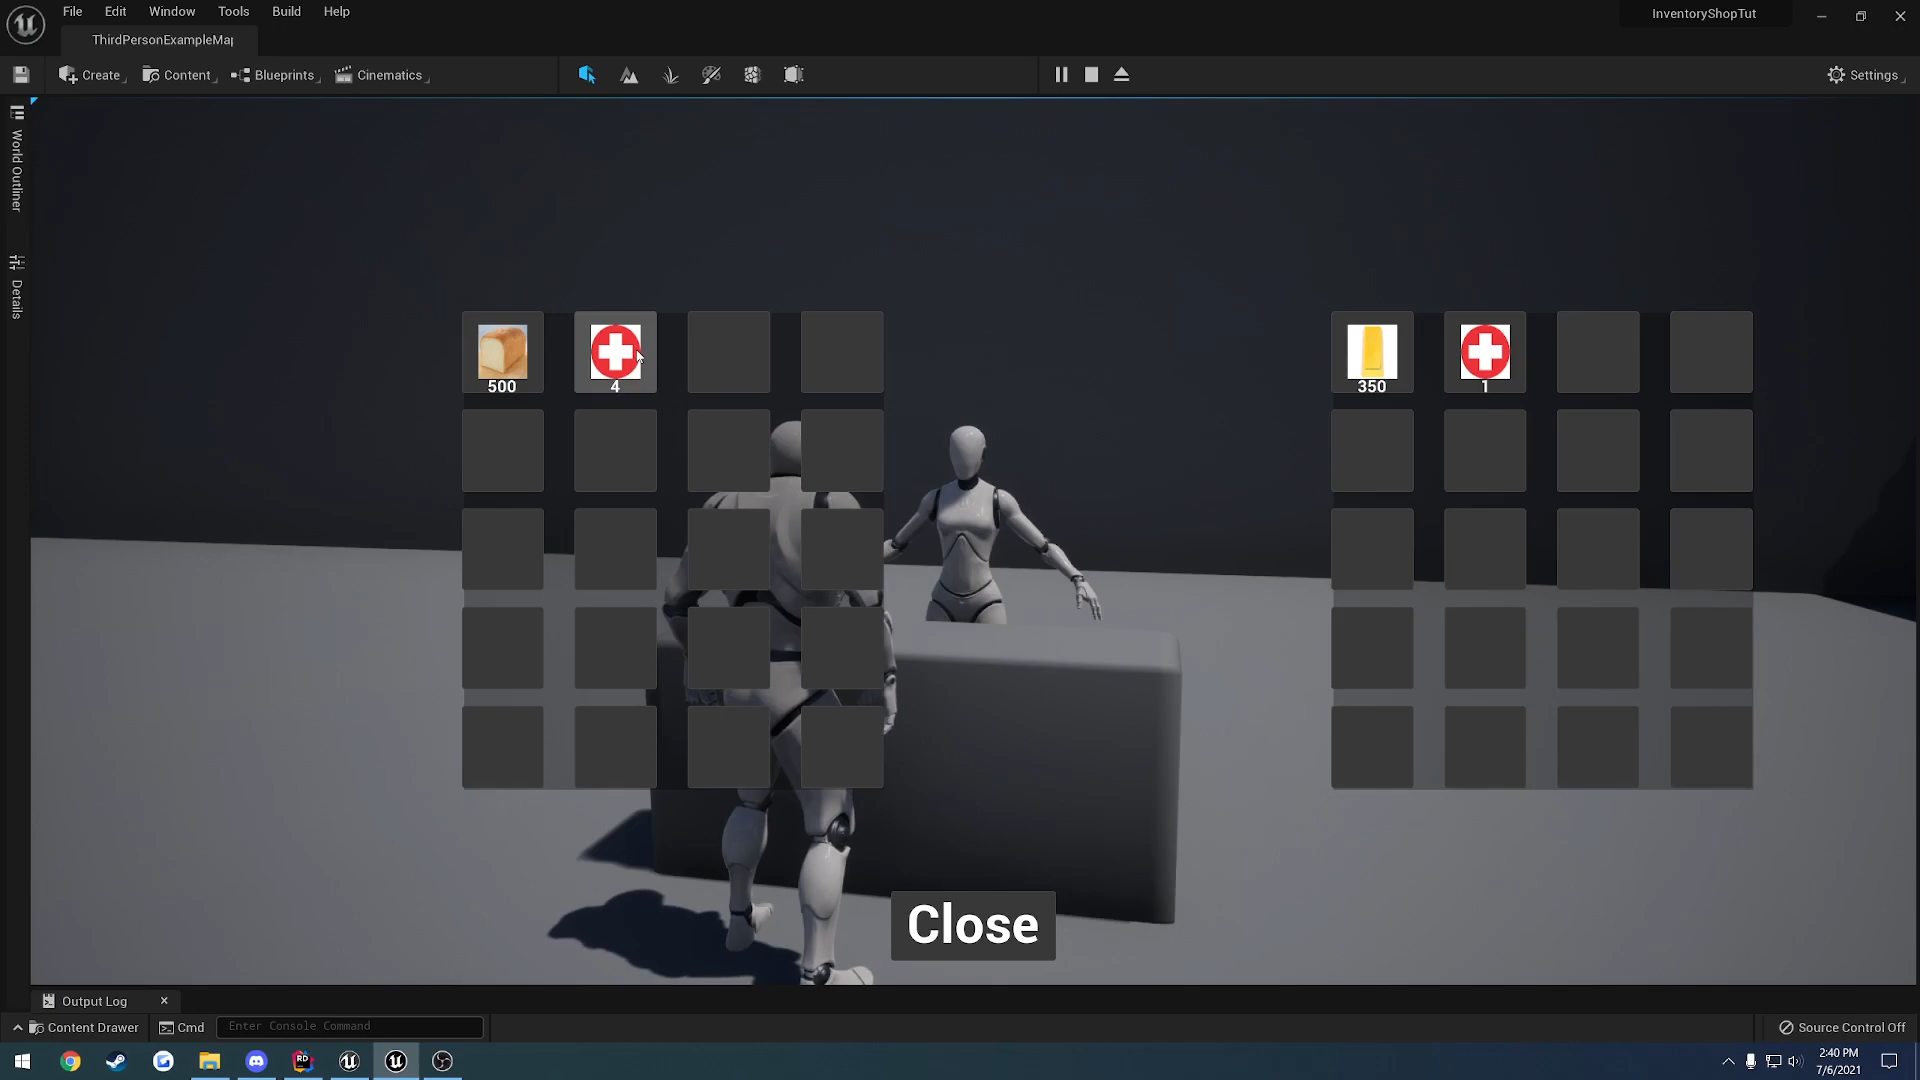 File Edit Window Tools Build Help
InventoryShopTut
ThirdPersonExampleMap
Create Content Blueprints Cinematics Settings
World Outliner
Details
500 4 350 1
Close
Output Log
Content Drawer Cmd Enter Console Command Source Control Off
RD
2:40 PM
7/6/2021